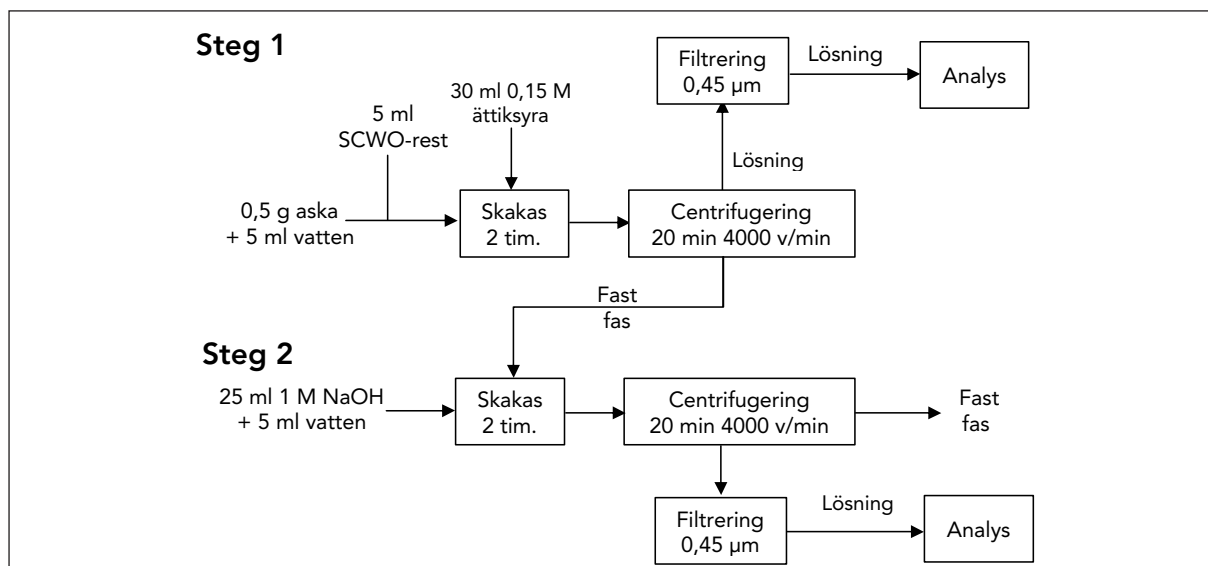 Steg 1
5 ml
SCWO-rest
30 ml 0,15 M
ättiksyra
Filtrering
0,45 µm
Lösning
Analys
Lösning
0,5 g aska
+ 5 ml vatten
Skakas
2 tim.
Centrifugering
20 min 4000 v/min
Fast
fas
Steg 2
25 ml 1 M NaOH
+ 5 ml vatten
Skakas
2 tim.
Centrifugering
20 min 4000 v/min
Fast
fas
Filtrering
0,45 µm
Lösning
Analys